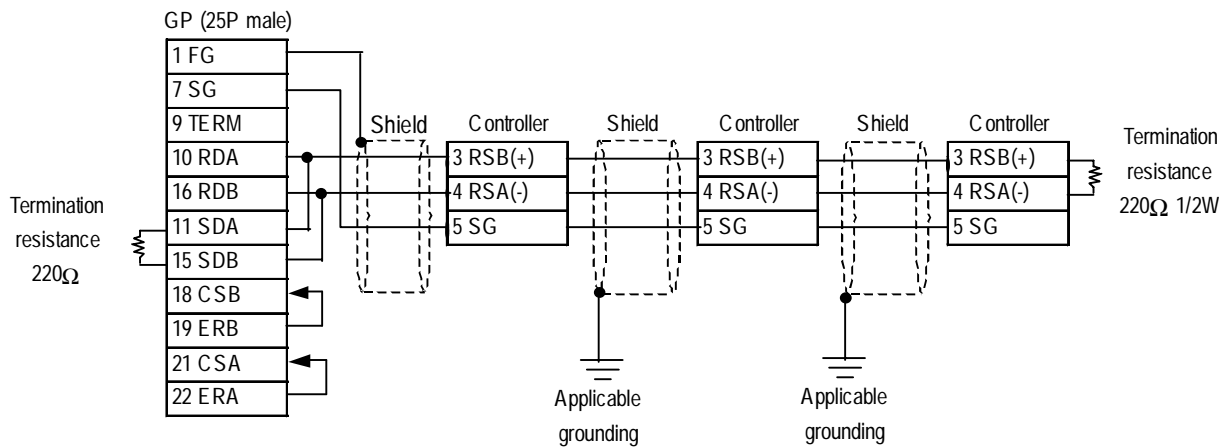 GP (25P male)
1 FG
7 SG
9 TERM
10 RDA
16 RDB
11 SDA
15 SDB
18 CSB
19 ERB
21 CSA
22 ERA
Termination
resistance
220Ω
Shield
Controller
3 RSB(+)
4 RSA(-)
5 SG
Shield
Applicable
grounding
Controller
3 RSB(+)
4 RSA(-)
5 SG
Shield
Applicable
grounding
Controller
3 RSB(+)
4 RSA(-)
5 SG
Termination
resistance
220Ω 1/2W